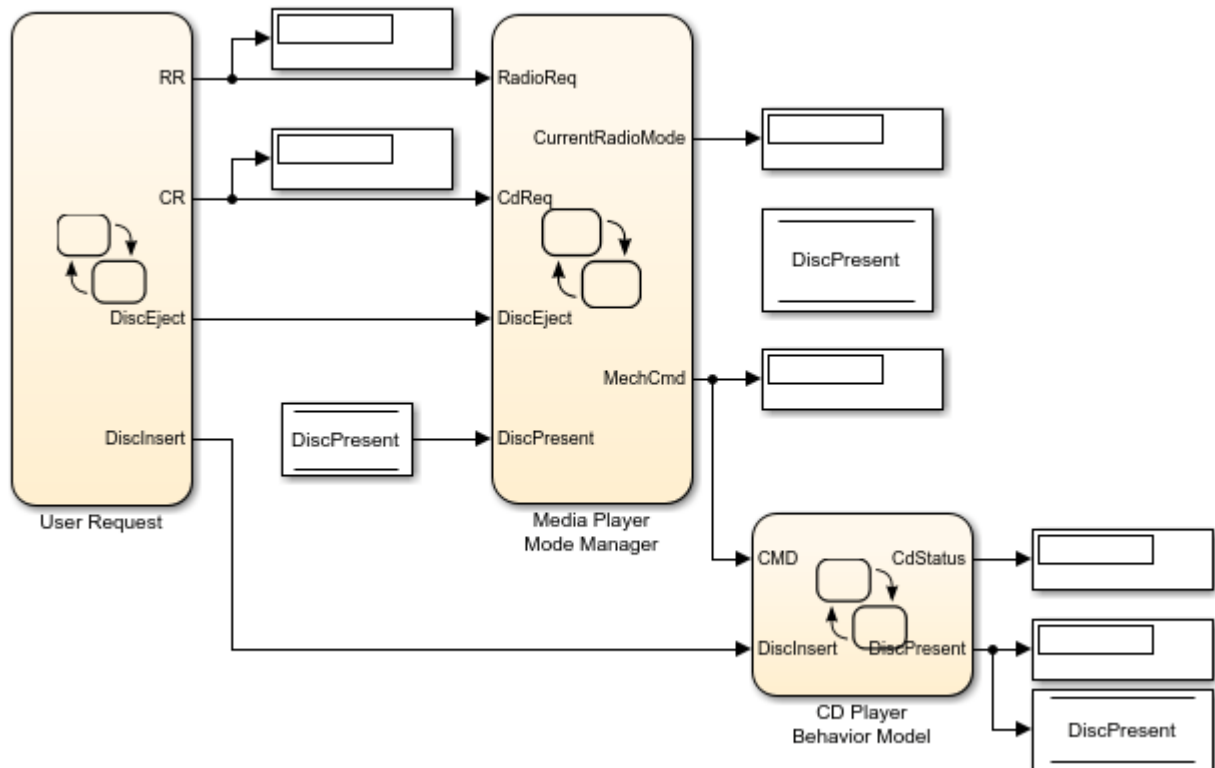 RR
RadioReq
CurrentRadioMode
CR
CdReq
DiscPresent
DiscEject
DiscEject
MechCmd
DiscInsert
DiscPresent
DiscPresent
User Request
Media Player
Mode Manager
CMD
CdStatus
DiscInsert
DiscPresent
CD Player
Behavior Model
DiscPresent